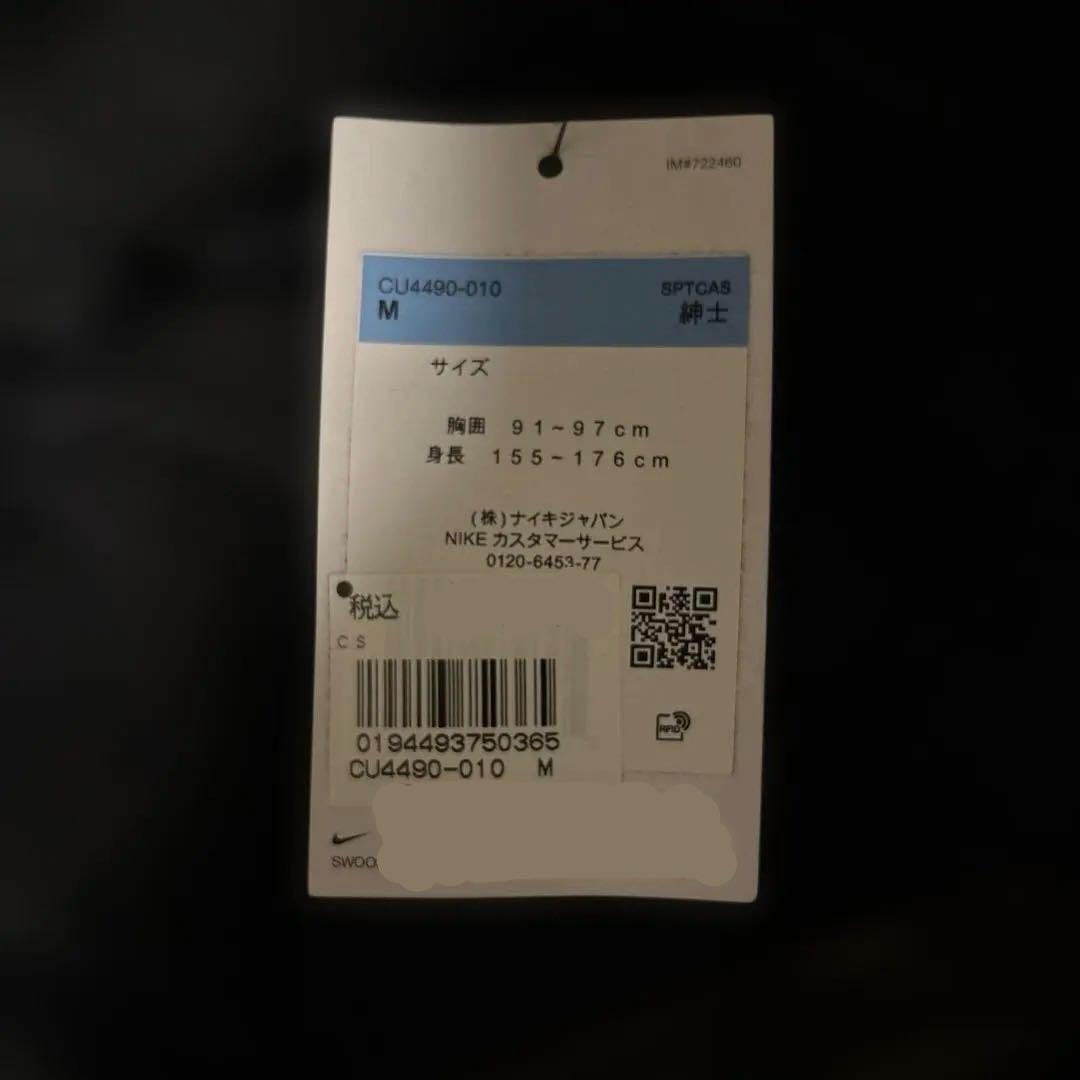 IM#722460
CU4490-010
M
SPTCAS
紳士
サイズ
胸囲 91~97cm
身長 155~176cm
(株)ナイキジャパン
NIKE カスタマーサービス
0120-6453-77
税込
CS
0194493750365
CU4490-010 M
RFID
SWOO